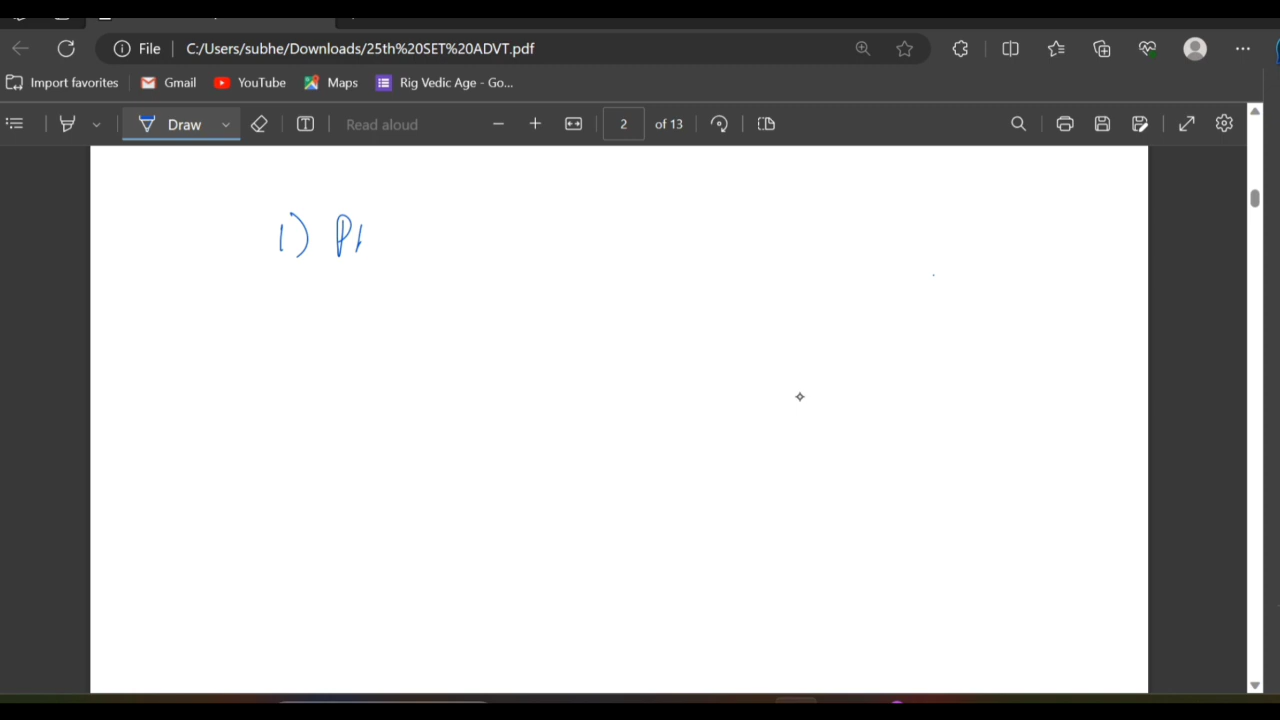 File C:/Users/subhe/Downloads/25th%20SET%20ADVT.pdf
Import favorites Gmail YouTube Maps Rig Vedic Age - Go...
Draw Read aloud 2 of 13
1) P